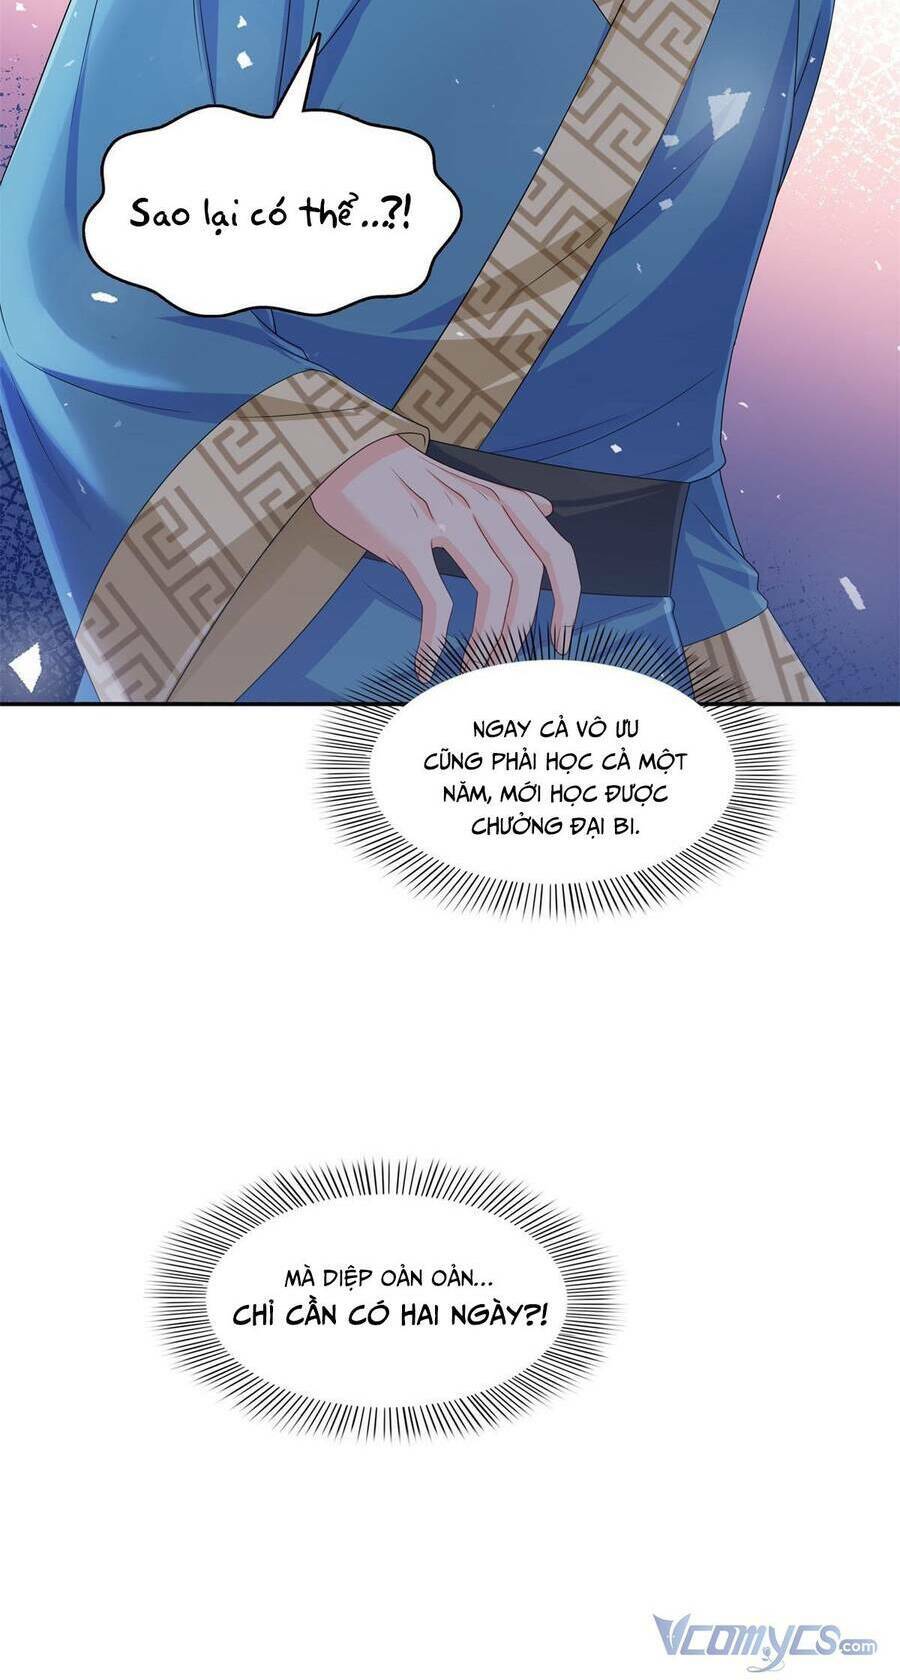 Sao lại có thể...?!
NGAY CẢ VÔ ƯU
CŨNG PHẢI HỌC CẢ MỘT
NĂM, MỚI HỌC ĐƯỢC
CHƯỞNG ĐẠI BI.
MÀ DIỆP OẢN OẢN...
CHỈ CẦN CÓ HAI NGÀY?!
VCOMYCS.com